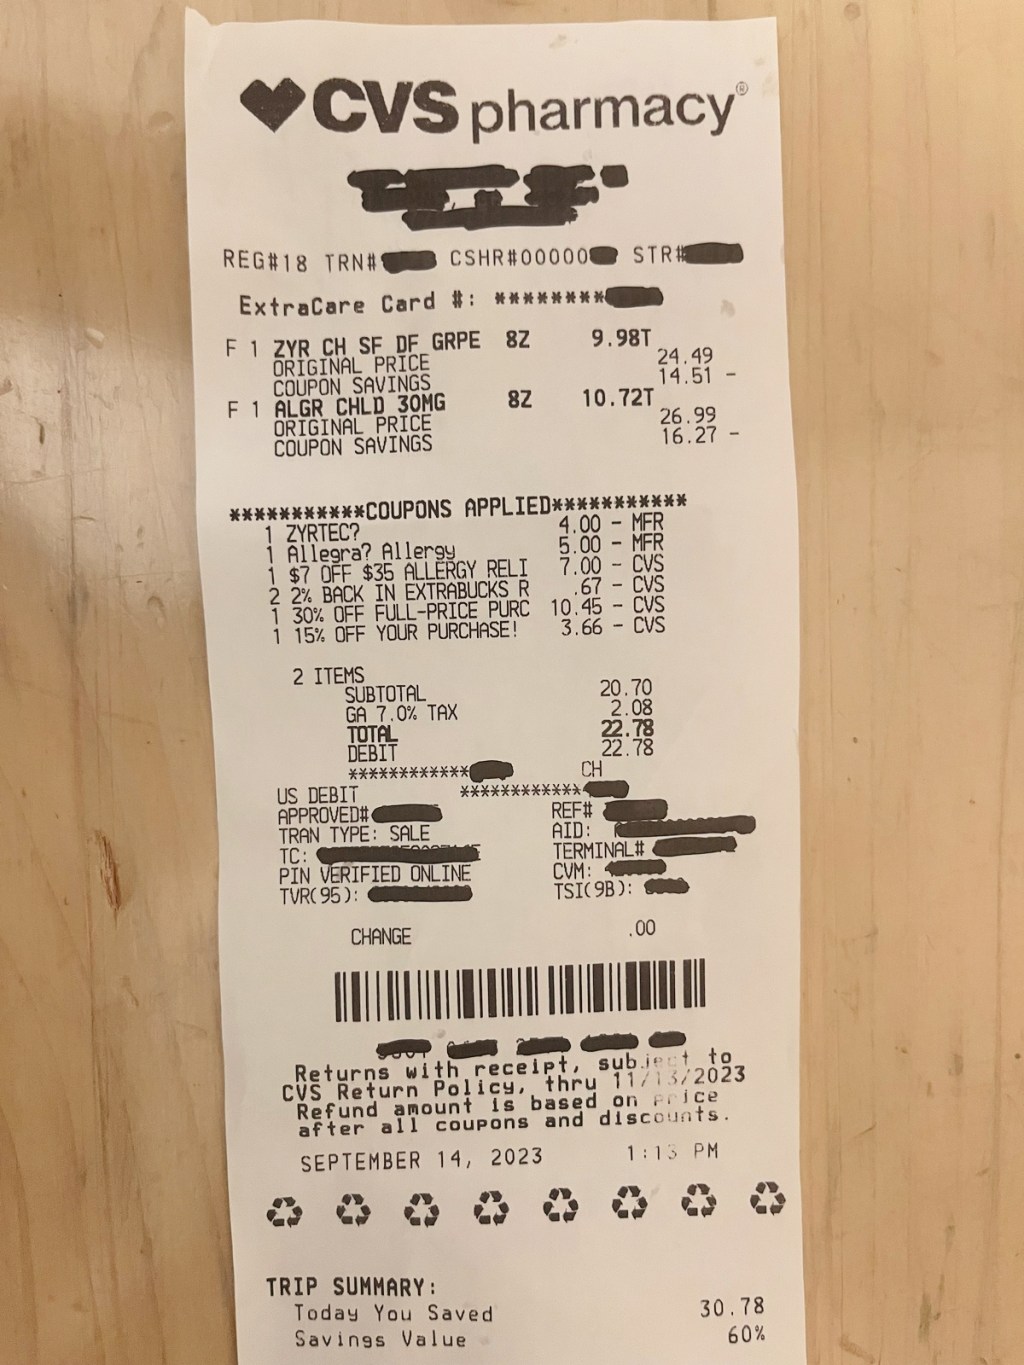 CVS pharmacy®
REG#18 TRN# CSHR#00000 STR#
ExtraCare Card #: ********
F 1 ZYR CH SF DF GRPE 8Z 9.98T
ORIGINAL PRICE 24.49
COUPON SAVINGS 14.51 -
F 1 ALGR CHLD 30MG 8Z 10.72T
ORIGINAL PRICE 26.99
COUPON SAVINGS 16.27 -
***********COUPONS APPLIED***********
1 ZYRTEC? 4.00 - MFR
1 Allegra? Allergy 5.00 - MFR
1 $7 OFF $35 ALLERGY RELI 7.00 - CVS
2 2% BACK IN EXTRABUCKS R .67 - CVS
1 30% OFF FULL-PRICE PURC 10.45 - CVS
1 15% OFF YOUR PURCHASE! 3.66 - CVS
2 ITEMS
SUBTOTAL 20.70
GA 7.0% TAX 2.08
TOTAL 22.78
DEBIT 22.78
************ CH
US DEBIT ************
APPROVED# REF#
TRAN TYPE: SALE AID:
TC: TERMINAL#
PIN VERIFIED ONLINE CVM:
TVR(95): TSI(9B):
CHANGE .00
Returns with receipt, subject to
CVS Return Policy, thru 11/13/2023
Refund amount is based on price
after all coupons and discounts.
SEPTEMBER 14, 2023 1:13 PM
TRIP SUMMARY:
Today You Saved 30.78
Savings Value 60%